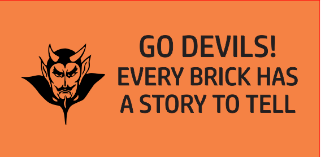 GO DEVILS!
EVERY BRICK HAS
A STORY TO TELL